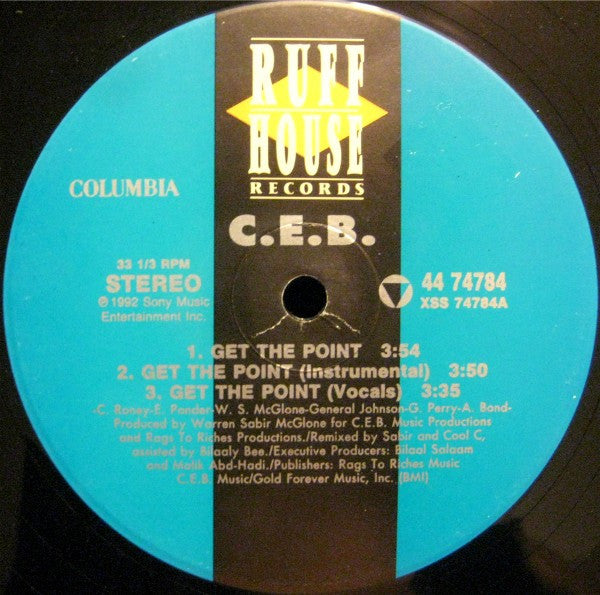 RUFF
HOUSE
RECORDS
COLUMBIA
C.E.B.
33 1/3 RPM
STEREO
℗ 1992 Sony Music
Entertainment Inc.
44 74784
XSS 74784A
1. GET THE POINT 3:54
2. GET THE POINT (Instrumental) 3:50
3. GET THE POINT (Vocals) 3:35
-C. Roney-E. Ponder-W. S. McGlone-General Johnson-G. Perry-A. Bond-
Produced by Warren Sabir McGlone for C.E.B. Music Productions
and Rags To Riches Productions./Remixed by Sabir and Cool C,
assisted by Bilaaly Bee./Executive Producers: Bilaal Salaam
and Malik Abd-Hadi./Publishers: Rags To Riches Music
C.E.B. Music/Gold Forever Music, Inc. (BMI)